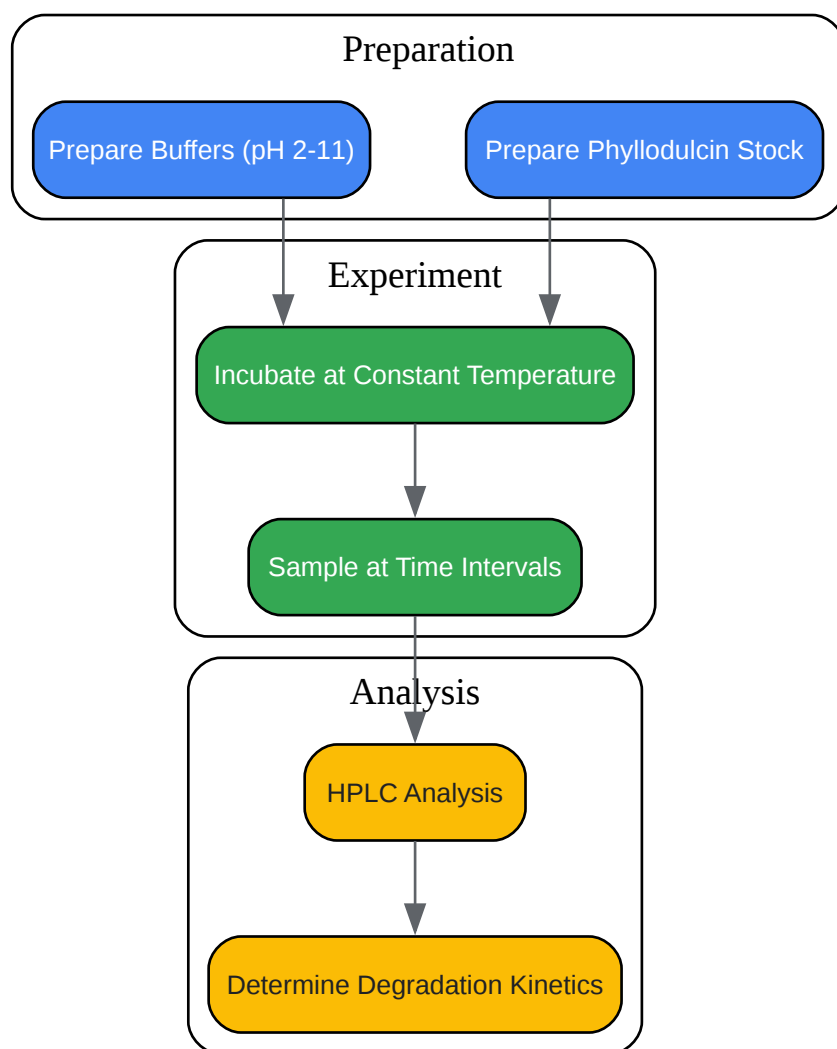 Preparation
Prepare Buffers (pH 2-11)
Prepare Phyllodulcin Stock
Experiment
Incubate at Constant Temperature
Sample at Time Intervals
Analysis
HPLC Analysis
Determine Degradation Kinetics